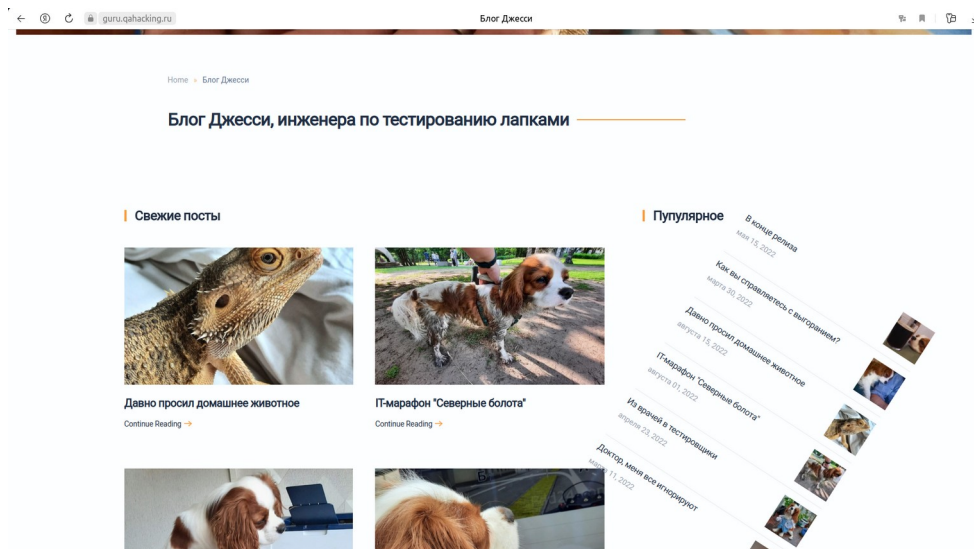 guru.qahacking.ru
Блог Джесси
Home » Блог Джесси
Блог Джесси, инженера по тестированию лапками
Свежие посты
Давно просил домашнее животное
Continue Reading →
IT-марафон "Северные болота"
Continue Reading →
Пупулярное
В конце релиза
мая 15, 2022
Как вы справляетесь с выгоранием?
марта 30, 2022
Давно просил домашнее животное
августа 15, 2022
IT-марафон "Северные болота"
августа 01, 2022
Из врачей в тестировщики
апреля 23, 2022
Доктор, меня все игнорируют
марта 11, 2022